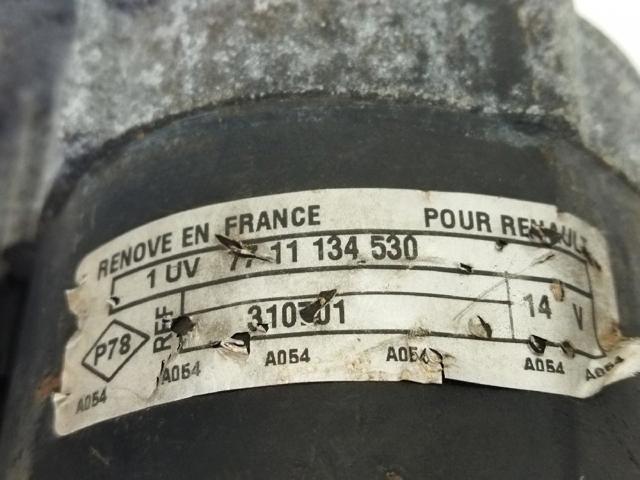 RENOVE EN FRANCE POUR RENAULT
1 UV 77 11 134 530
REF 310701 14 V
P78
A054 A054 A054 A054 A054 A054